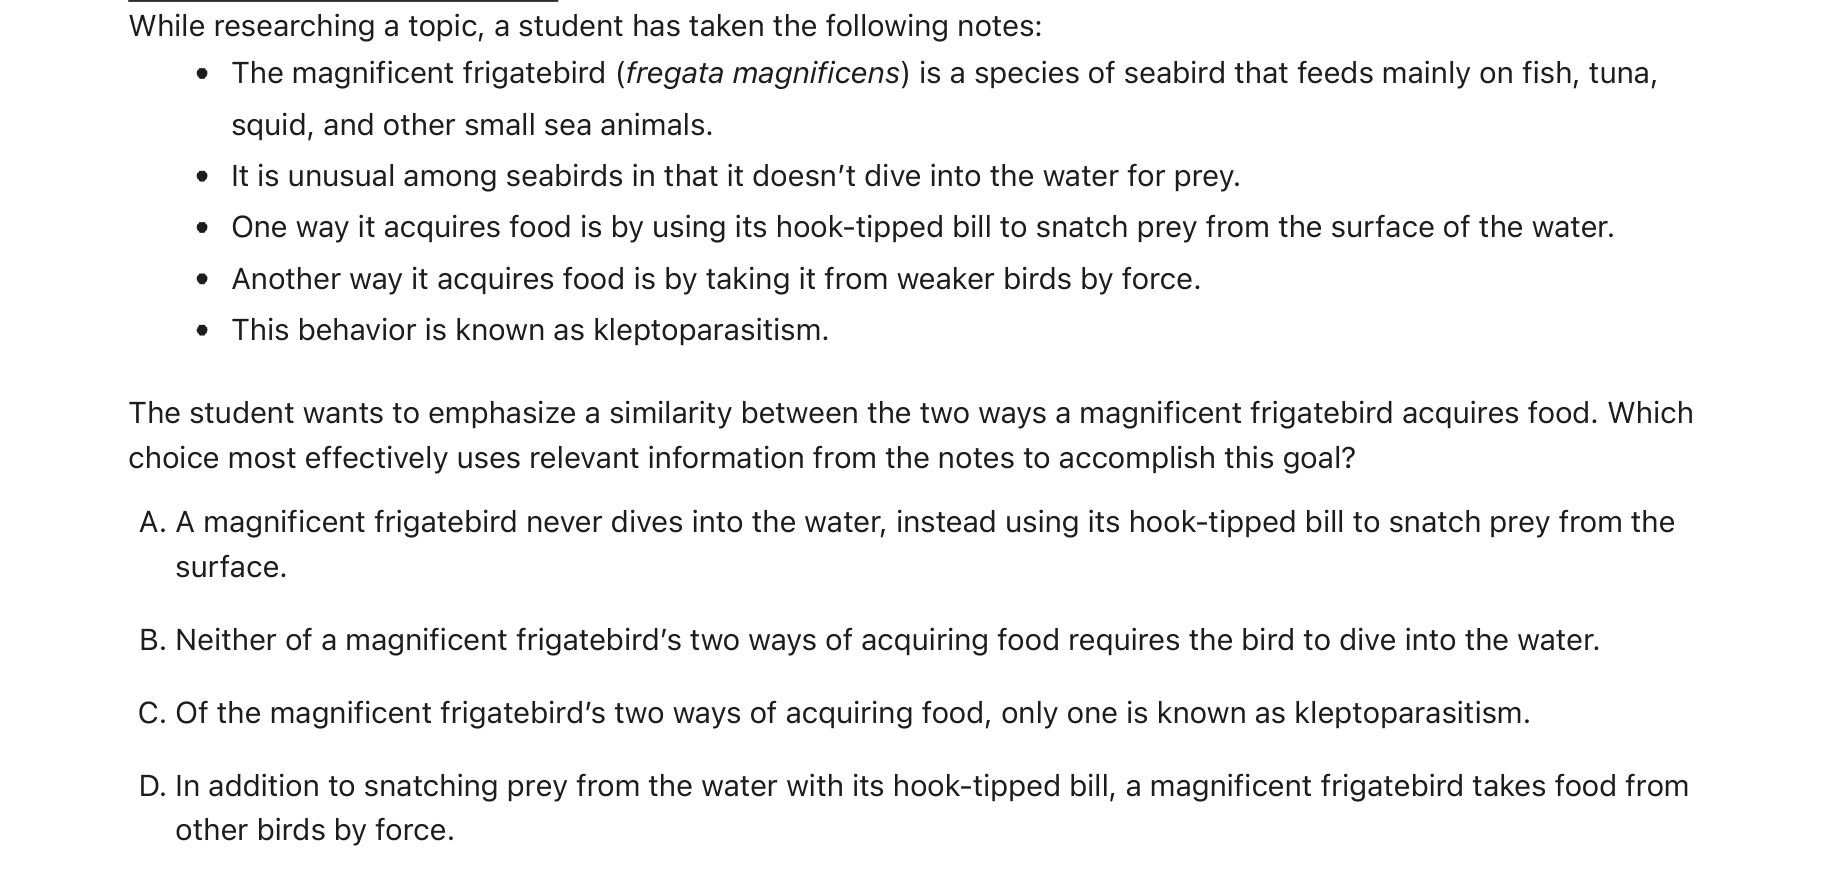 While researching a topic, a student has taken the following notes:
• The magnificent frigatebird (fregata magnificens) is a species of seabird that feeds mainly on fish, tuna,
squid, and other small sea animals.
• It is unusual among seabirds in that it doesn’t dive into the water for prey.
• One way it acquires food is by using its hook-tipped bill to snatch prey from the surface of the water.
• Another way it acquires food is by taking it from weaker birds by force.
• This behavior is known as kleptoparasitism.
The student wants to emphasize a similarity between the two ways a magnificent frigatebird acquires food. Which
choice most effectively uses relevant information from the notes to accomplish this goal?
A. A magnificent frigatebird never dives into the water, instead using its hook-tipped bill to snatch prey from the
surface.
B. Neither of a magnificent frigatebird’s two ways of acquiring food requires the bird to dive into the water.
C. Of the magnificent frigatebird’s two ways of acquiring food, only one is known as kleptoparasitism.
D. In addition to snatching prey from the water with its hook-tipped bill, a magnificent frigatebird takes food from
other birds by force.